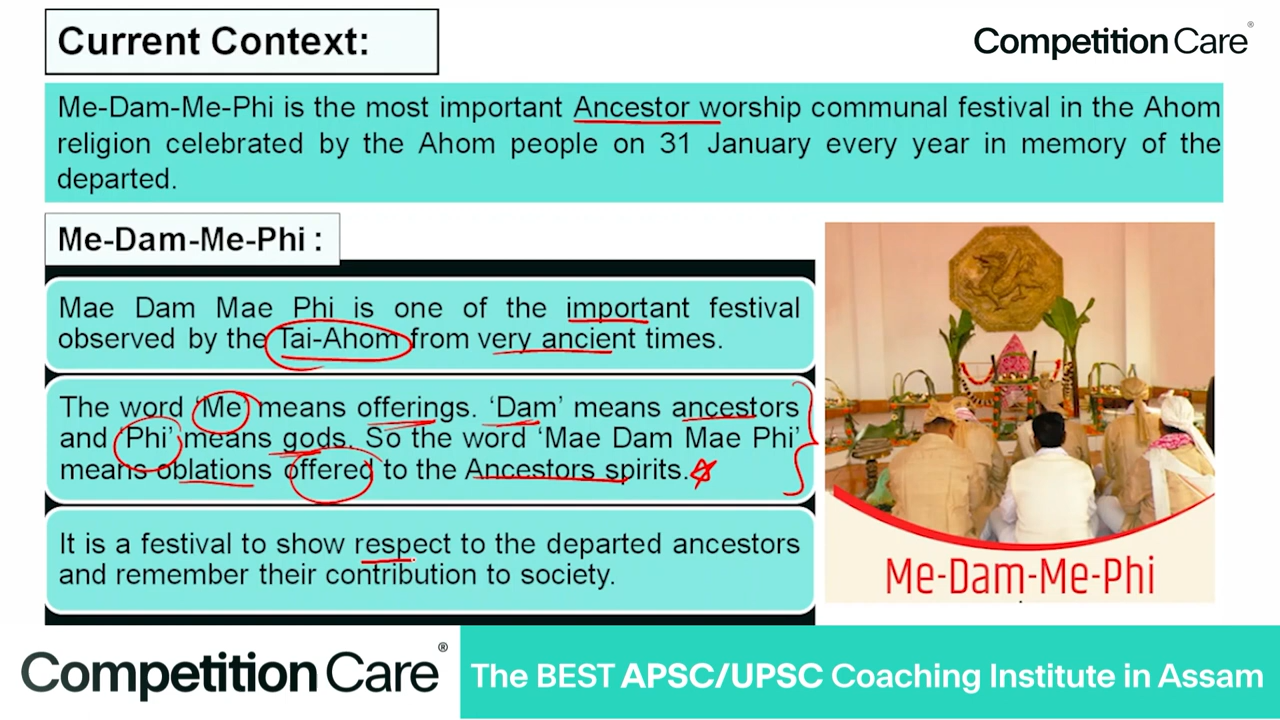 Current Context:
Competition Care®
Me-Dam-Me-Phi is the most important Ancestor worship communal festival in the Ahom
religion celebrated by the Ahom people on 31 January every year in memory of the
departed.
Me-Dam-Me-Phi :
Mae Dam Mae Phi is one of the important festival
observed by the Tai-Ahom from very ancient times.
The word ‘Me’ means offerings. ‘Dam’ means ancestors
and ‘Phi’ means gods. So the word ‘Mae Dam Mae Phi’
means oblations offered to the Ancestors spirits.
It is a festival to show respect to the departed ancestors
and remember their contribution to society.
Me-Dam-Me-Phi
Competition Care®
The BEST APSC/UPSC Coaching Institute in Assam